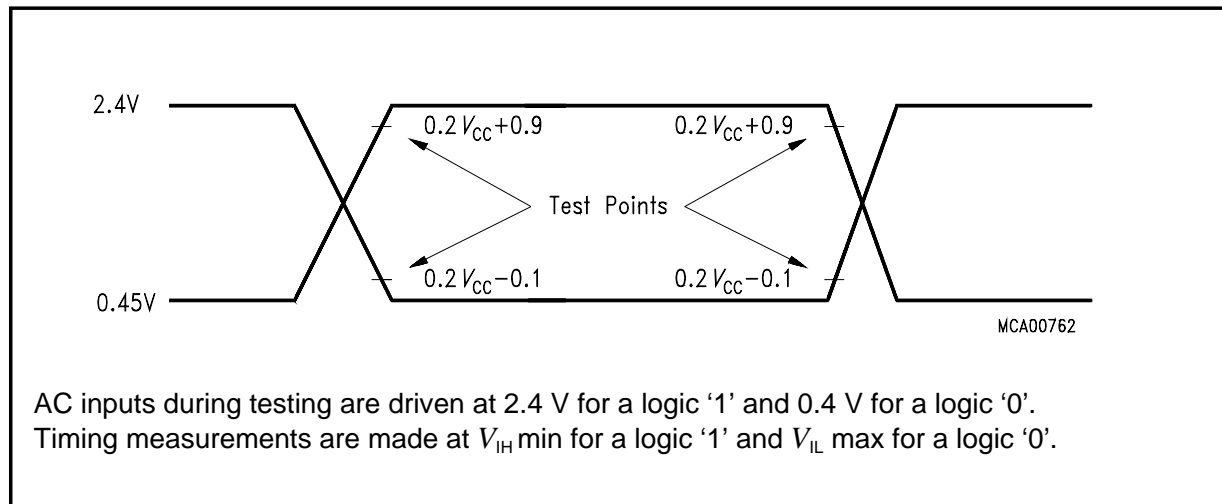 2.4V
0.2 VCC+0.9 0.2 VCC+0.9
Test Points
0.2 VCC−0.1 0.2 VCC−0.1
0.45V
MCA00762
AC inputs during testing are driven at 2.4 V for a logic ‘1’ and 0.4 V for a logic ‘0’.
Timing measurements are made at VIH min for a logic ‘1’ and VIL max for a logic ‘0’.